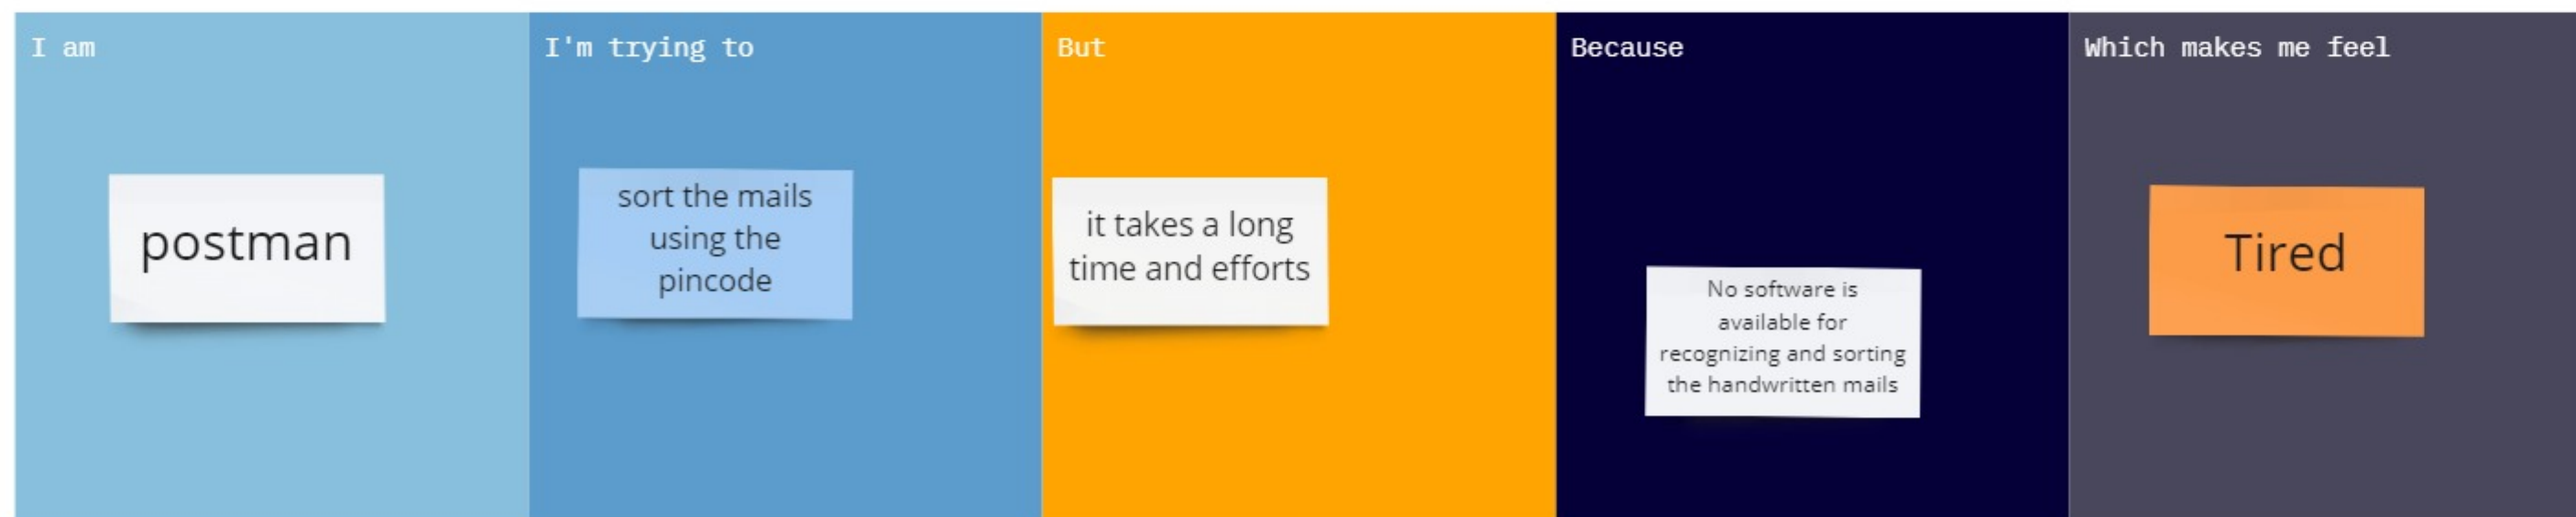 I am
postman
I'm trying to
sort the mails
using the
pincode
But
it takes a long
time and efforts
Because
No software is
available for
recognizing and sorting
the handwritten mails
Which makes me feel
Tired